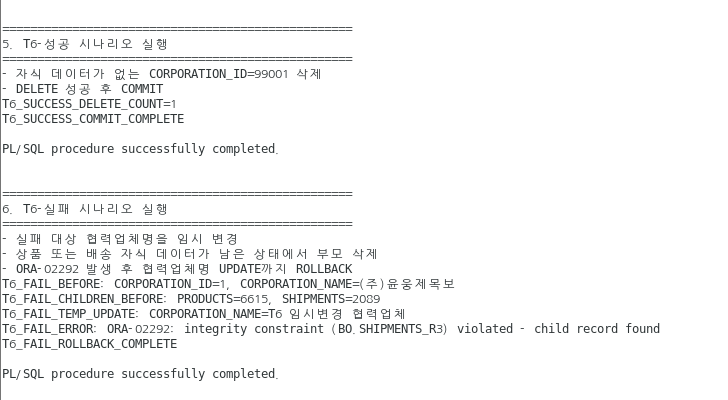 ==================================================
5. T6-성공 시나리오 실행
==================================================
- 자식 데이터가 없는 CORPORATION_ID=99001 삭제
- DELETE 성공 후 COMMIT
T6_SUCCESS_DELETE_COUNT=1
T6_SUCCESS_COMMIT_COMPLETE
PL/SQL procedure successfully completed.
==================================================
6. T6-실패 시나리오 실행
==================================================
- 실패 대상 협력업체명을 임시 변경
- 상품 또는 배송 자식 데이터가 남은 상태에서 부모 삭제
- ORA-02292 발생 후 협력업체명 UPDATE까지 ROLLBACK
T6_FAIL_BEFORE: CORPORATION_ID=1, CORPORATION_NAME=(주)윤웅제목보
T6_FAIL_CHILDREN_BEFORE: PRODUCTS=6615, SHIPMENTS=2089
T6_FAIL_TEMP_UPDATE: CORPORATION_NAME=T6 임시변경 협력업체
T6_FAIL_ERROR: ORA-02292: integrity constraint (BO.SHIPMENTS_R3) violated - child record found
T6_FAIL_ROLLBACK_COMPLETE
PL/SQL procedure successfully completed.